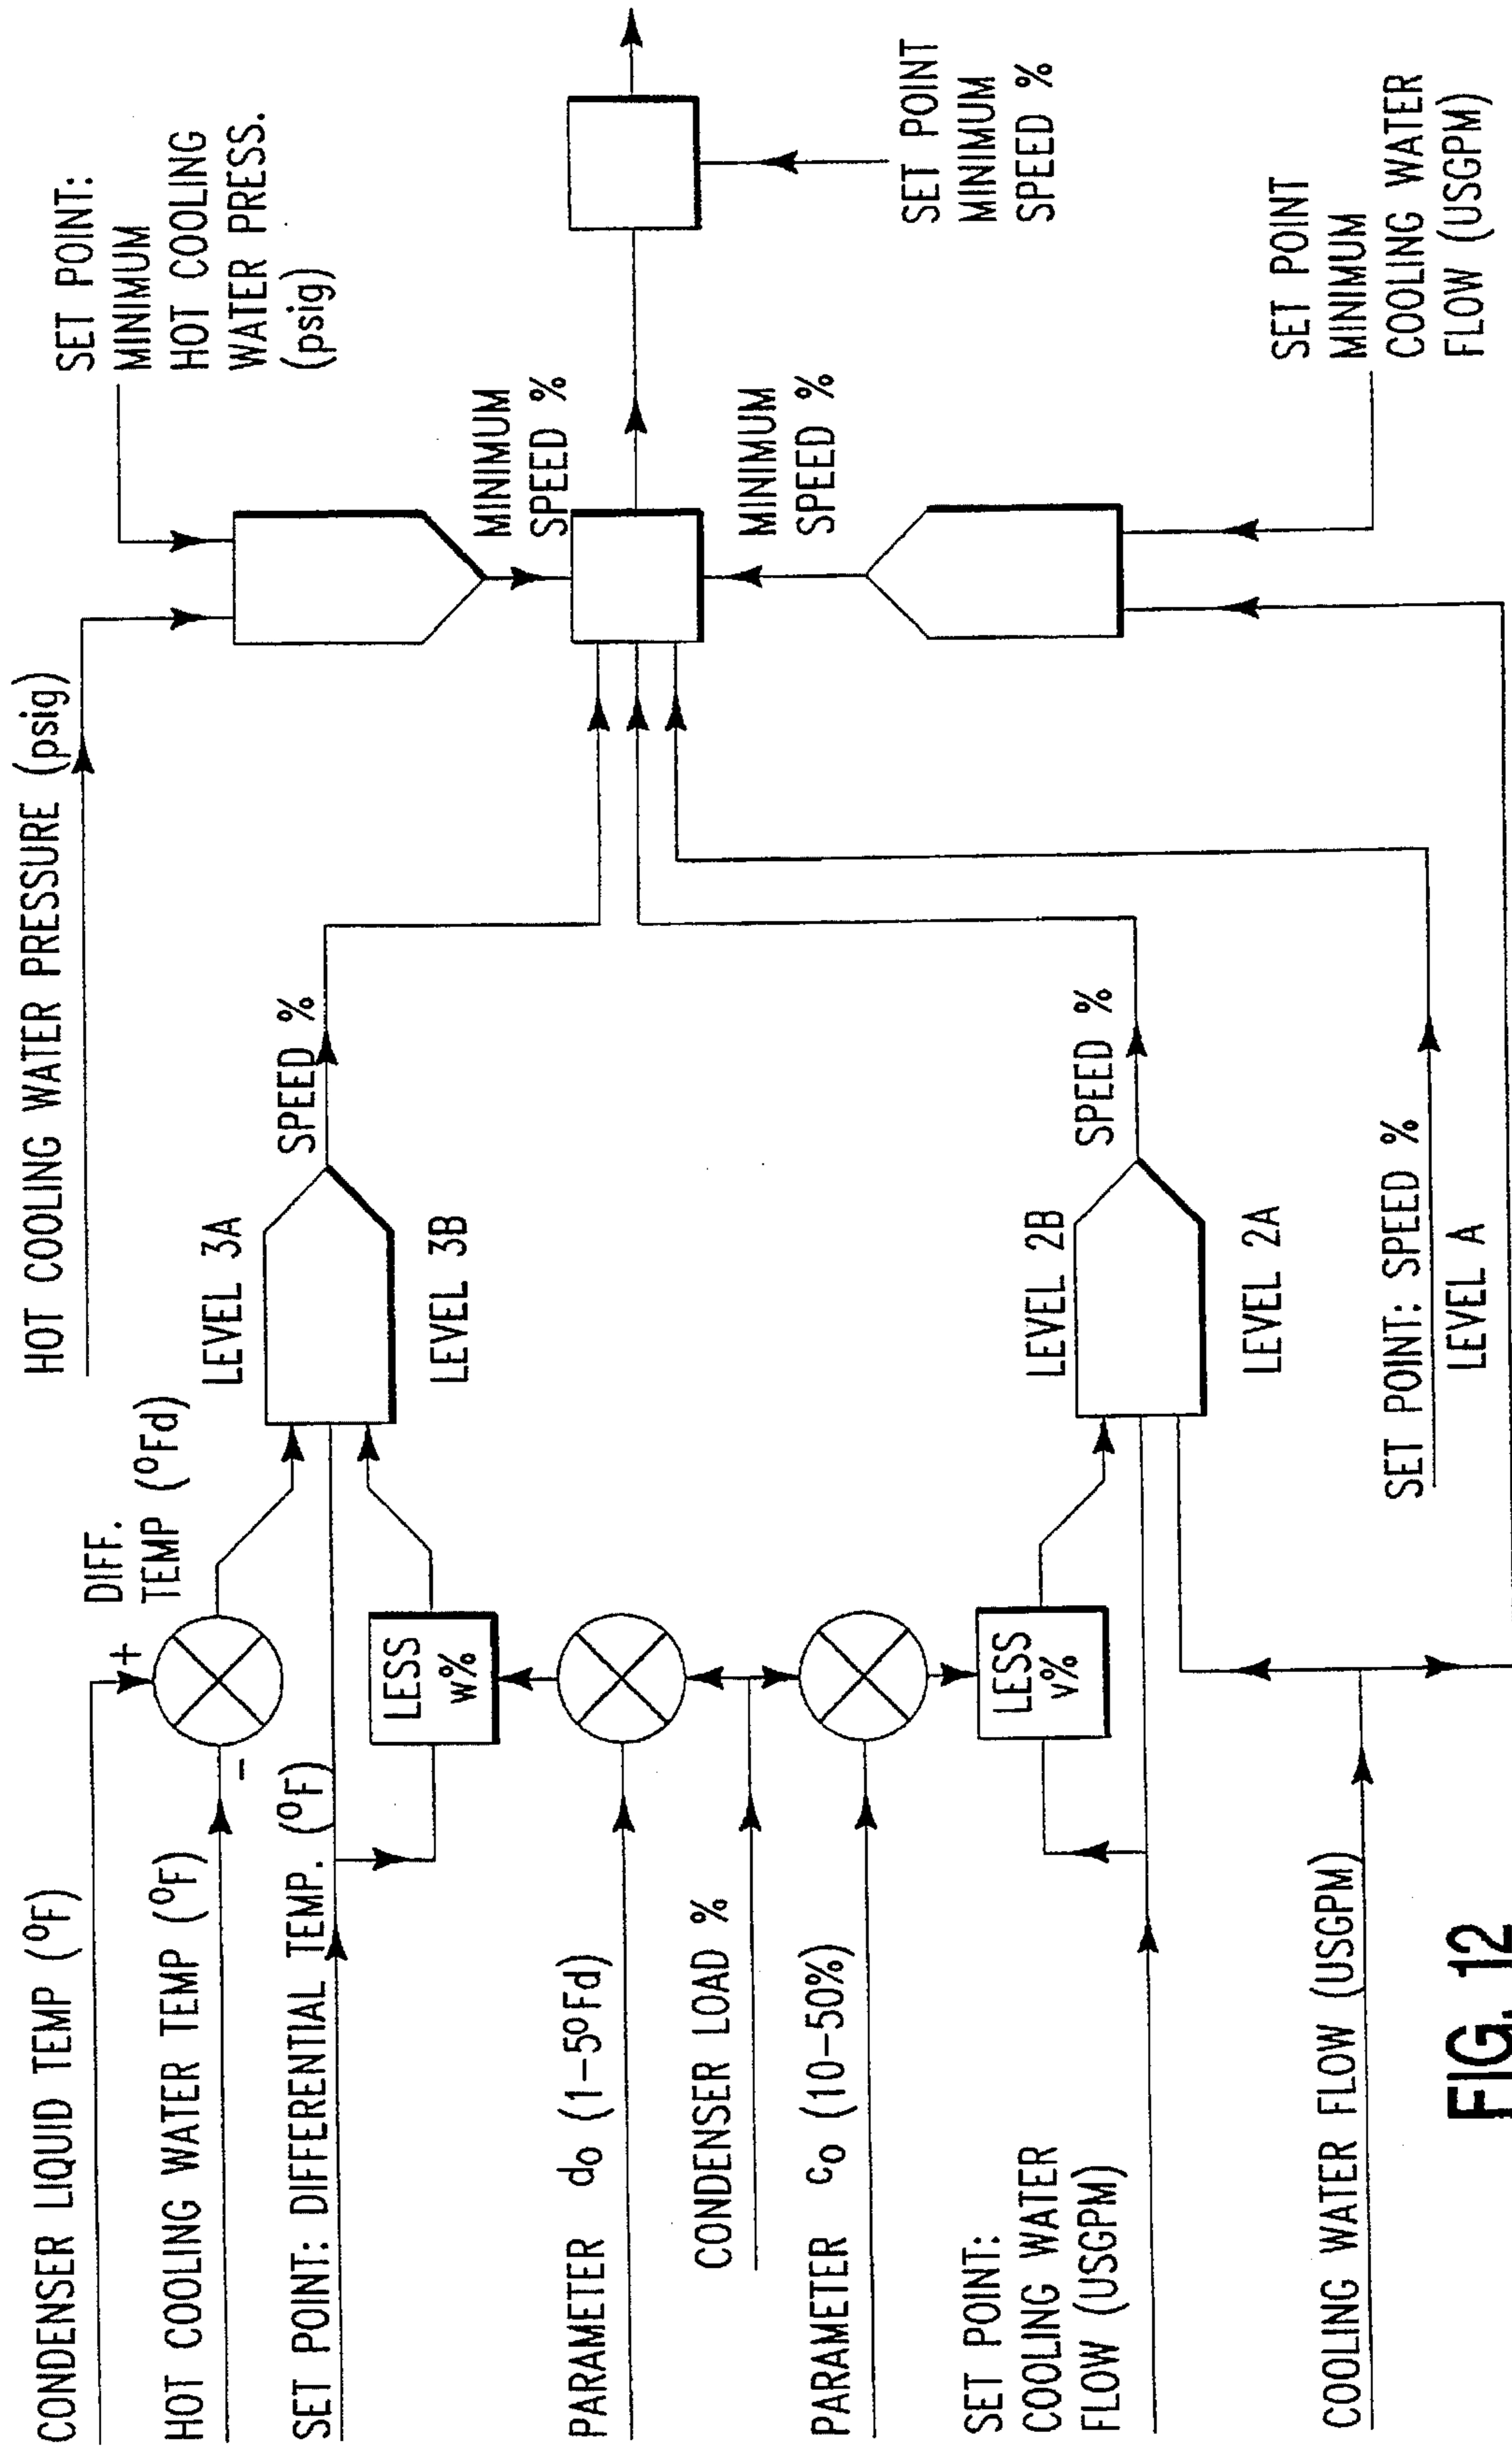 CONDENSER LIQUID TEMP (°F)
HOT COOLING WATER TEMP (°F)
SET POINT: DIFFERENTIAL TEMP. (°F)
PARAMETER d₀ (1–5°Fd)
CONDENSER LOAD %
PARAMETER c₀ (10–50%)
SET POINT:
COOLING WATER
FLOW (USGPM)
COOLING WATER FLOW (USGPM)
+
–
DIFF.
TEMP (°Fd)
LESS
w%
LESS
v%
HOT COOLING WATER PRESSURE (psig)
LEVEL 3A
LEVEL 3B
SPEED %
LEVEL 2B
LEVEL 2A
SPEED %
SET POINT: SPEED %
LEVEL A
SET POINT:
MINIMUM
HOT COOLING
WATER PRESS.
(psig)
MINIMUM
SPEED %
MINIMUM
SPEED %
SET POINT
MINIMUM
SPEED %
SET POINT
MINIMUM
COOLING WATER
FLOW (USGPM)
FIG. 12